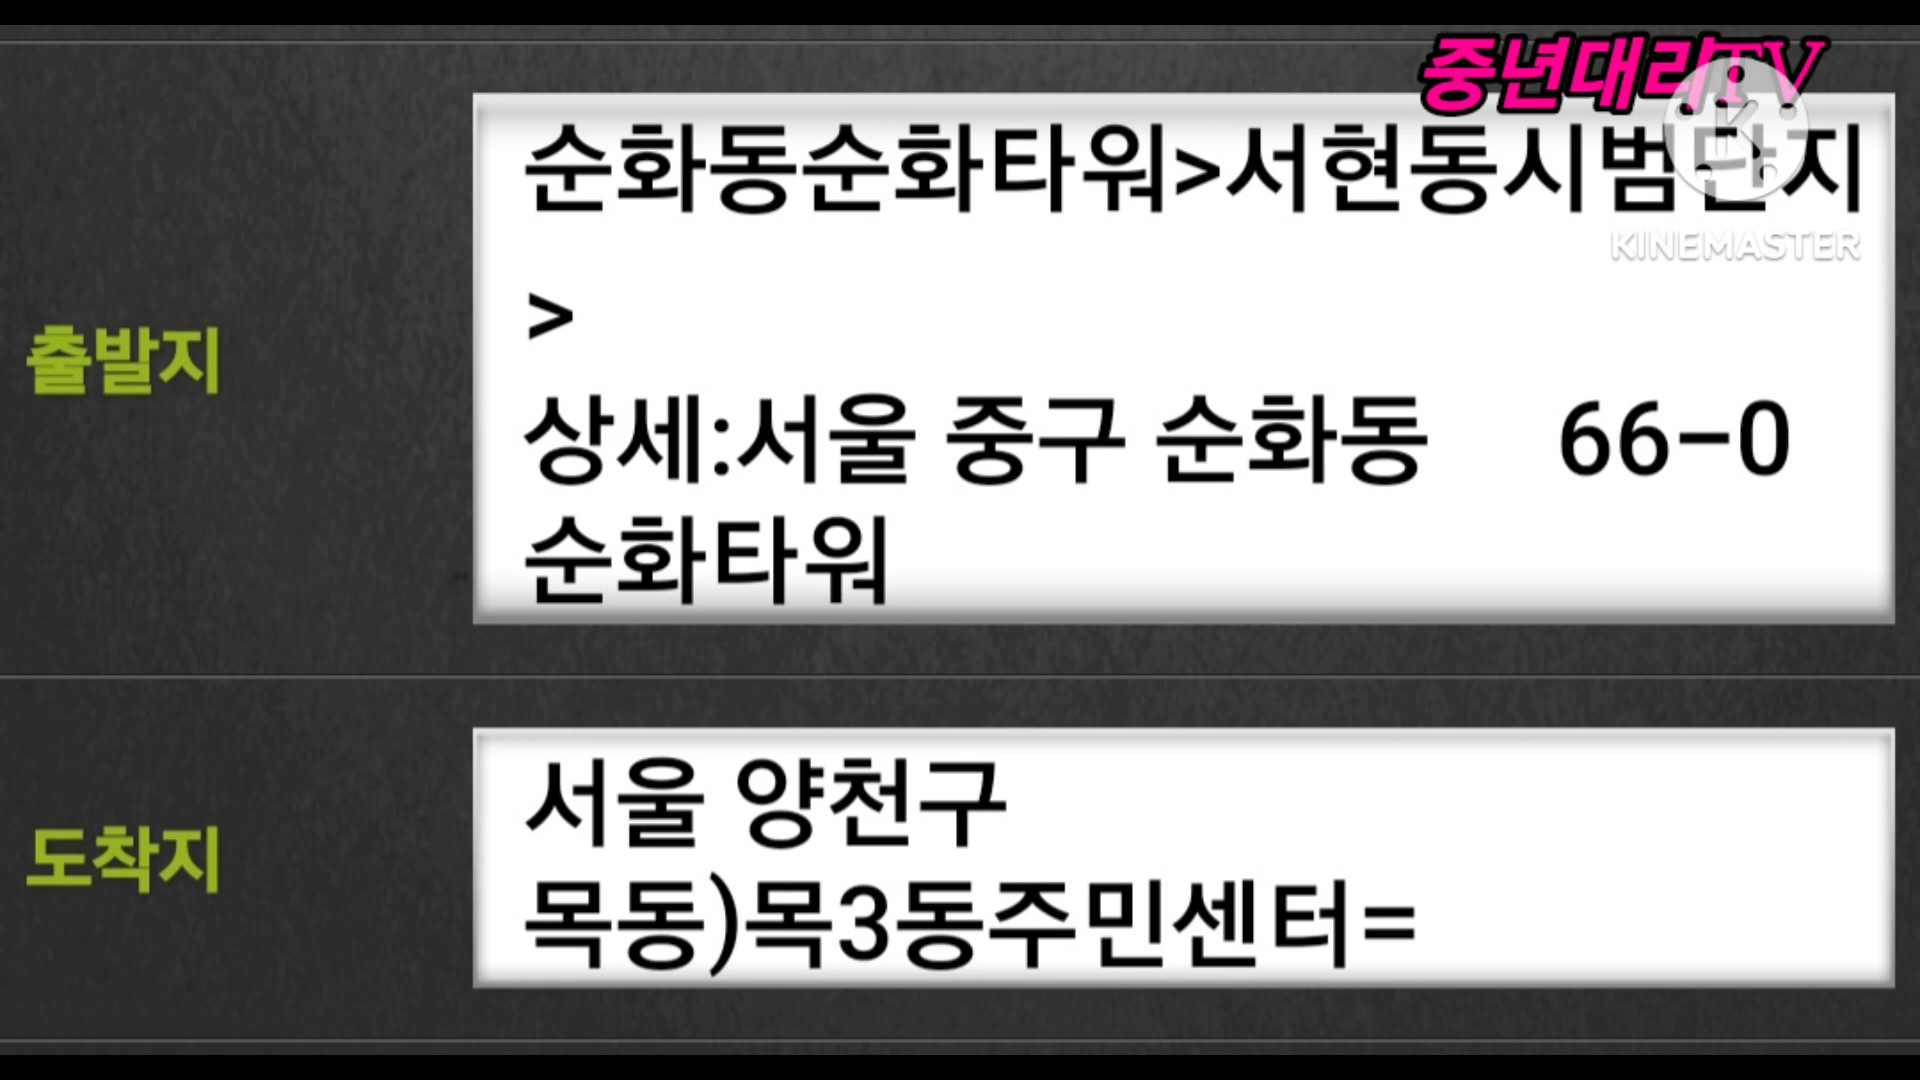 중년대리TV
순화동순화타워>서현동시범단지
>
KINEMASTER
출발지
상세:서울 중구 순화동 66-0
순화타워
서울 양천구
도착지
목동)목3동주민센터=